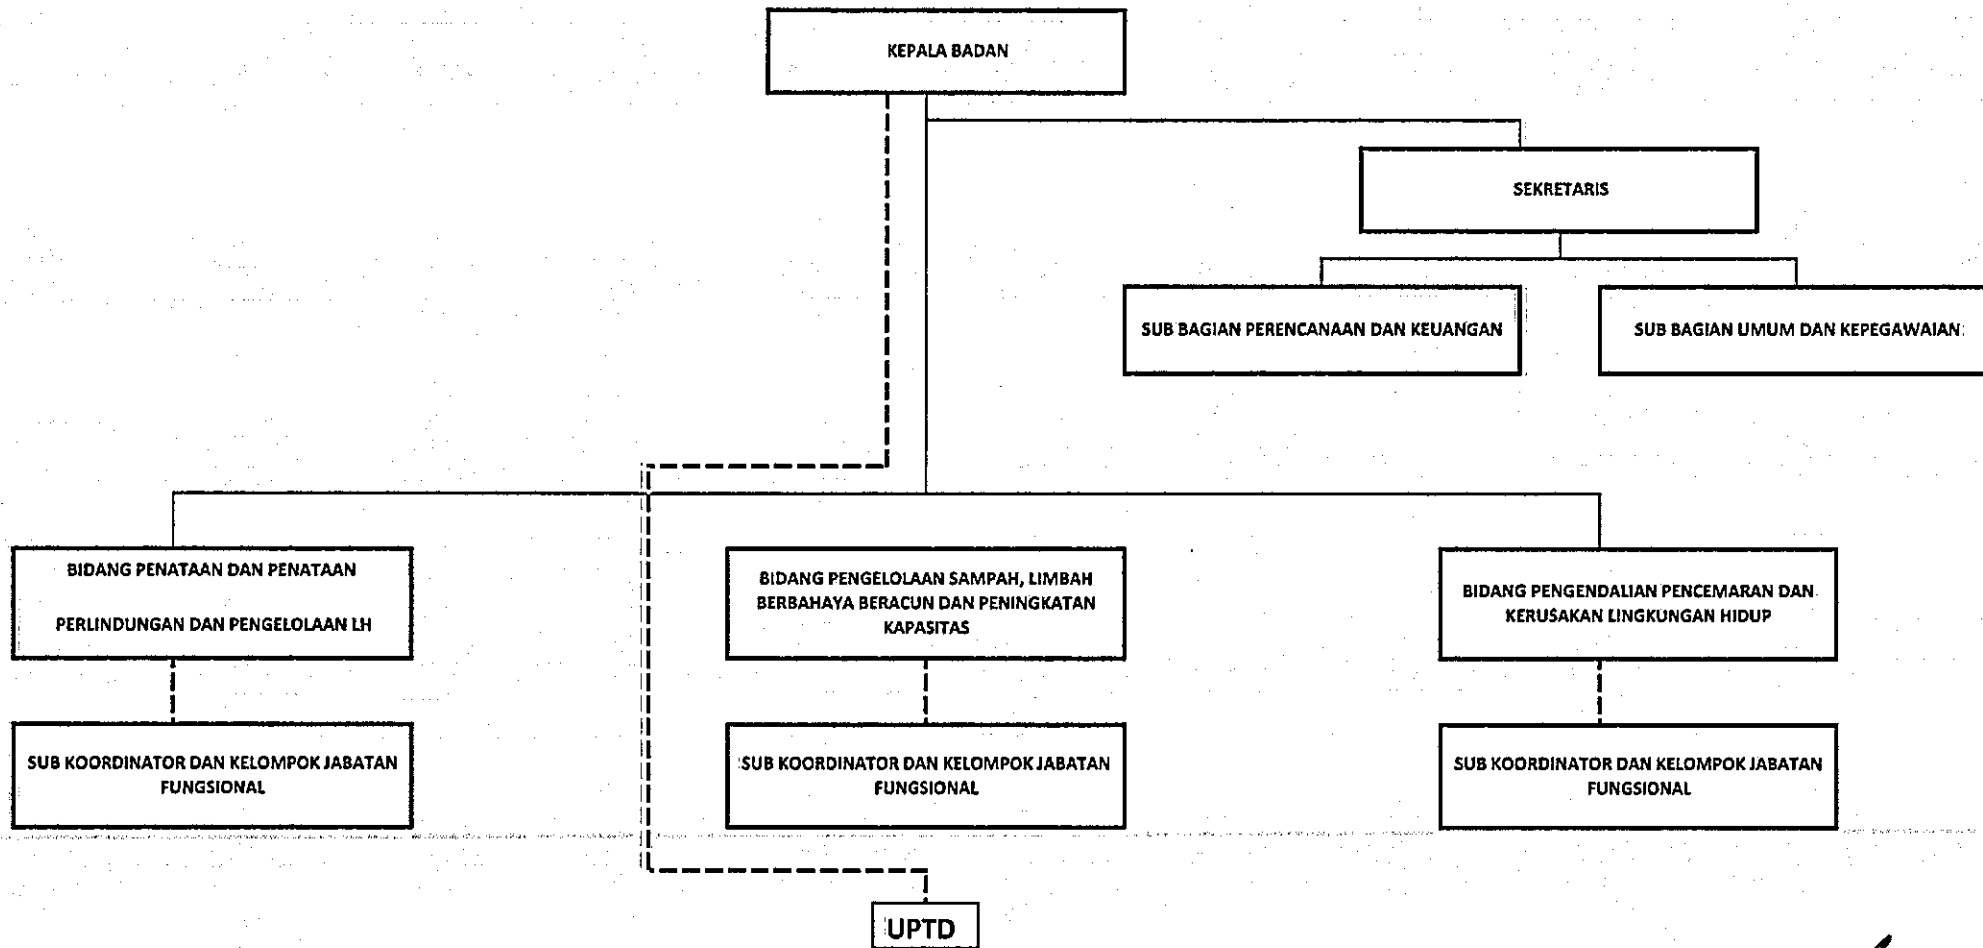 KEPALA BADAN
SEKRETARIS
SUB BAGIAN PERENCANAAN DAN KEUANGAN
SUB BAGIAN UMUM DAN KEPEGAWAIAN
BIDANG PENATAAN DAN PENATAAN
PERLINDUNGAN DAN PENGELOLAAN LH
BIDANG PENGELOLAAN SAMPAH, LIMBAH
BERBAHAYA BERACUN DAN PENINGKATAN
KAPASITAS
BIDANG PENGENDALIAN PENCEMARAN DAN
KERUSAKAN LINGKUNGAN HIDUP
SUB KOORDINATOR DAN KELOMPOK JABATAN
FUNGSIONAL
SUB KOORDINATOR DAN KELOMPOK JABATAN
FUNGSIONAL
SUB KOORDINATOR DAN KELOMPOK JABATAN
FUNGSIONAL
UPTD